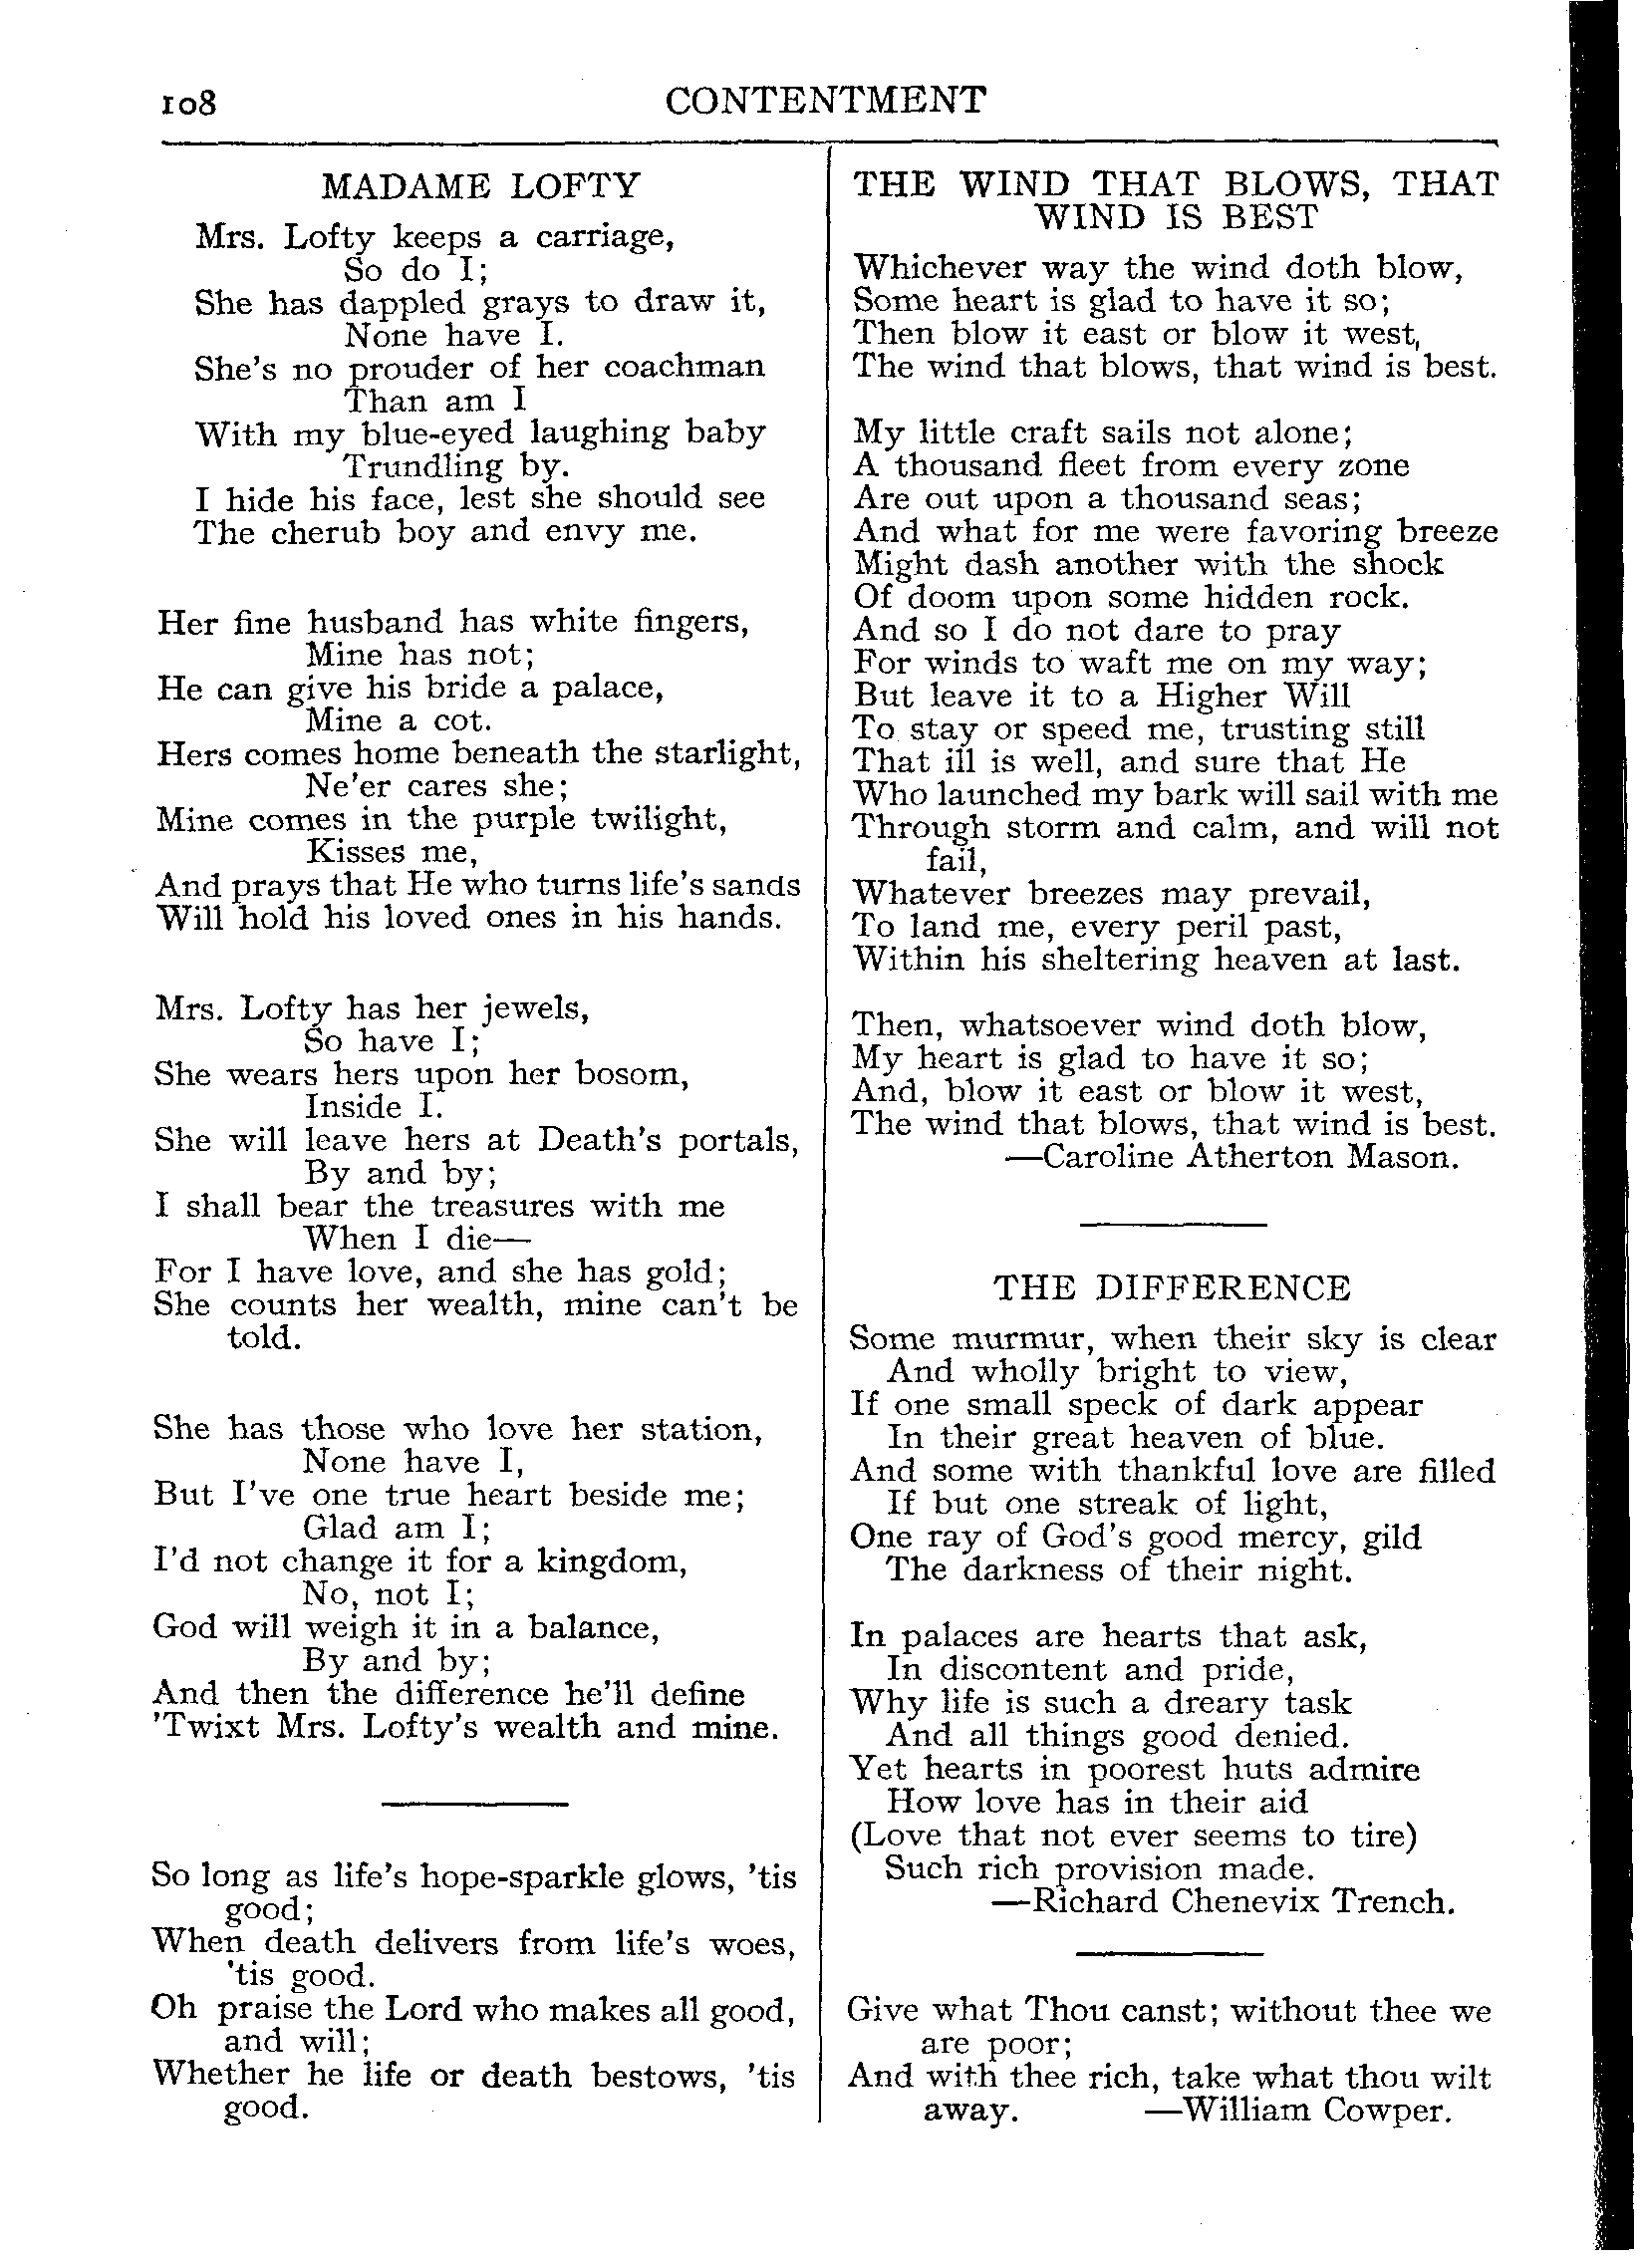 108
CONTENTMENT
MADAME LOFTY
Mrs. Lofty keeps a carriage,
So do I;
She has dappled grays to draw it,
None have I.
She's no prouder of her coachman
Than am I
With my blue-eyed laughing baby
Trundling by.
I hide his face, lest she should see
The cherub boy and envy me.
Her fine husband has white fingers,
Mine has not;
He can give his bride a palace,
Mine a cot.
Hers comes home beneath the starlight,
Ne'er cares she;
Mine comes in the purple twilight,
Kisses me,
And prays that He who turns life's sands
Will hold his loved ones in his hands.
Mrs. Lofty has her jewels,
So have I;
She wears hers upon her bosom,
Inside I.
She will leave hers at Death's portals,
By and by;
I shall bear the treasures with me
When I die—
For I have love, and she has gold;
She counts her wealth, mine can't be
told.
She has those who love her station,
None have I,
But I've one true heart beside me;
Glad am I;
I'd not change it for a kingdom,
No, not I;
God will weigh it in a balance,
By and by;
And then the difference he'll define
'Twixt Mrs. Lofty's wealth and mine.
So long as life's hope-sparkle glows, 'tis
good;
When death delivers from life's woes,
'tis good.
Oh praise the Lord who makes all good,
and will;
Whether he life or death bestows, 'tis
good.
THE WIND THAT BLOWS, THAT
WIND IS BEST
Whichever way the wind doth blow,
Some heart is glad to have it so;
Then blow it east or blow it west,
The wind that blows, that wind is best.
My little craft sails not alone;
A thousand fleet from every zone
Are out upon a thousand seas;
And what for me were favoring breeze
Might dash another with the shock
Of doom upon some hidden rock.
And so I do not dare to pray
For winds to waft me on my way;
But leave it to a Higher Will
To stay or speed me, trusting still
That ill is well, and sure that He
Who launched my bark will sail with me
Through storm and calm, and will not
fail,
Whatever breezes may prevail,
To land me, every peril past,
Within his sheltering heaven at last.
Then, whatsoever wind doth blow,
My heart is glad to have it so;
And, blow it east or blow it west,
The wind that blows, that wind is best.
—Caroline Atherton Mason.
THE DIFFERENCE
Some murmur, when their sky is clear
And wholly bright to view,
If one small speck of dark appear
In their great heaven of blue.
And some with thankful love are filled
If but one streak of light,
One ray of God's good mercy, gild
The darkness of their night.
In palaces are hearts that ask,
In discontent and pride,
Why life is such a dreary task
And all things good denied.
Yet hearts in poorest huts admire
How love has in their aid
(Love that not ever seems to tire)
Such rich provision made.
—Richard Chenevix Trench.
Give what Thou canst; without thee we
are poor;
And with thee rich, take what thou wilt
away. —William Cowper.